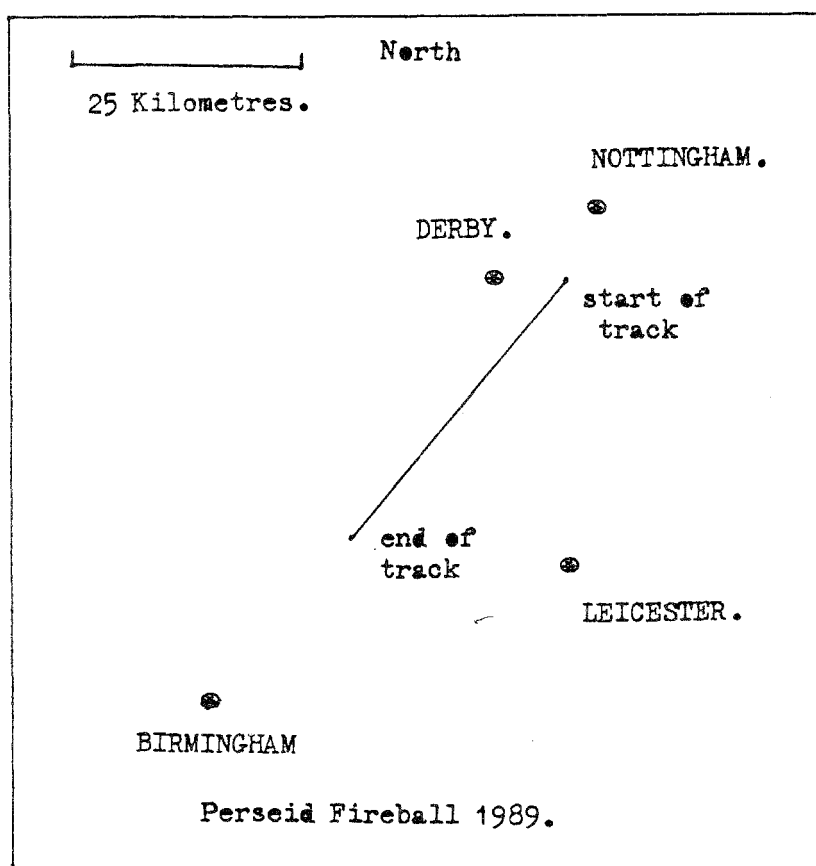 North
25 Kilometres.
NOTTINGHAM.
DERBY.
start of
track
end of
track
LEICESTER.
BIRMINGHAM
Perseid Fireball 1989.